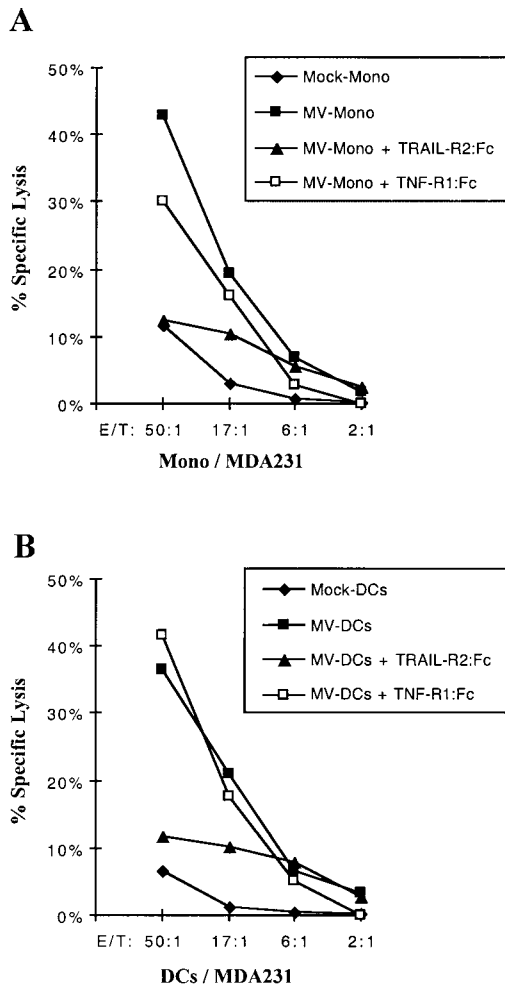 A
50%
40%
30%
20%
10%
0%
% Specific Lysis
Mock-Mono
MV-Mono
MV-Mono + TRAIL-R2:Fc
MV-Mono + TNF-R1:Fc
E/T: 50:1 17:1 6:1 2:1
Mono / MDA231
B
50%
40%
30%
20%
10%
0%
% Specific Lysis
Mock-DCs
MV-DCs
MV-DCs + TRAIL-R2:Fc
MV-DCs + TNF-R1:Fc
E/T: 50:1 17:1 6:1 2:1
DCs / MDA231